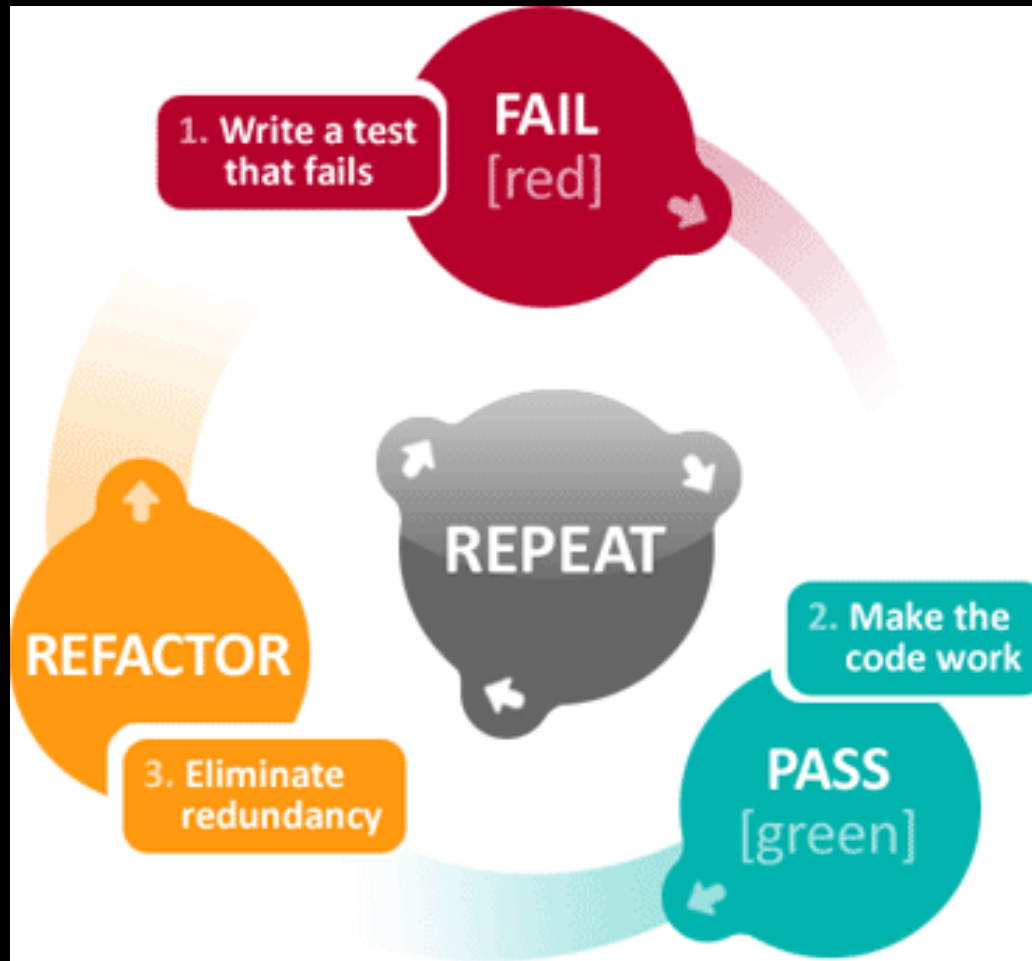 FAIL
[red]
1. Write a test
that fails
REPEAT
2. Make the
code work
PASS
[green]
REFACTOR
3. Eliminate
redundancy